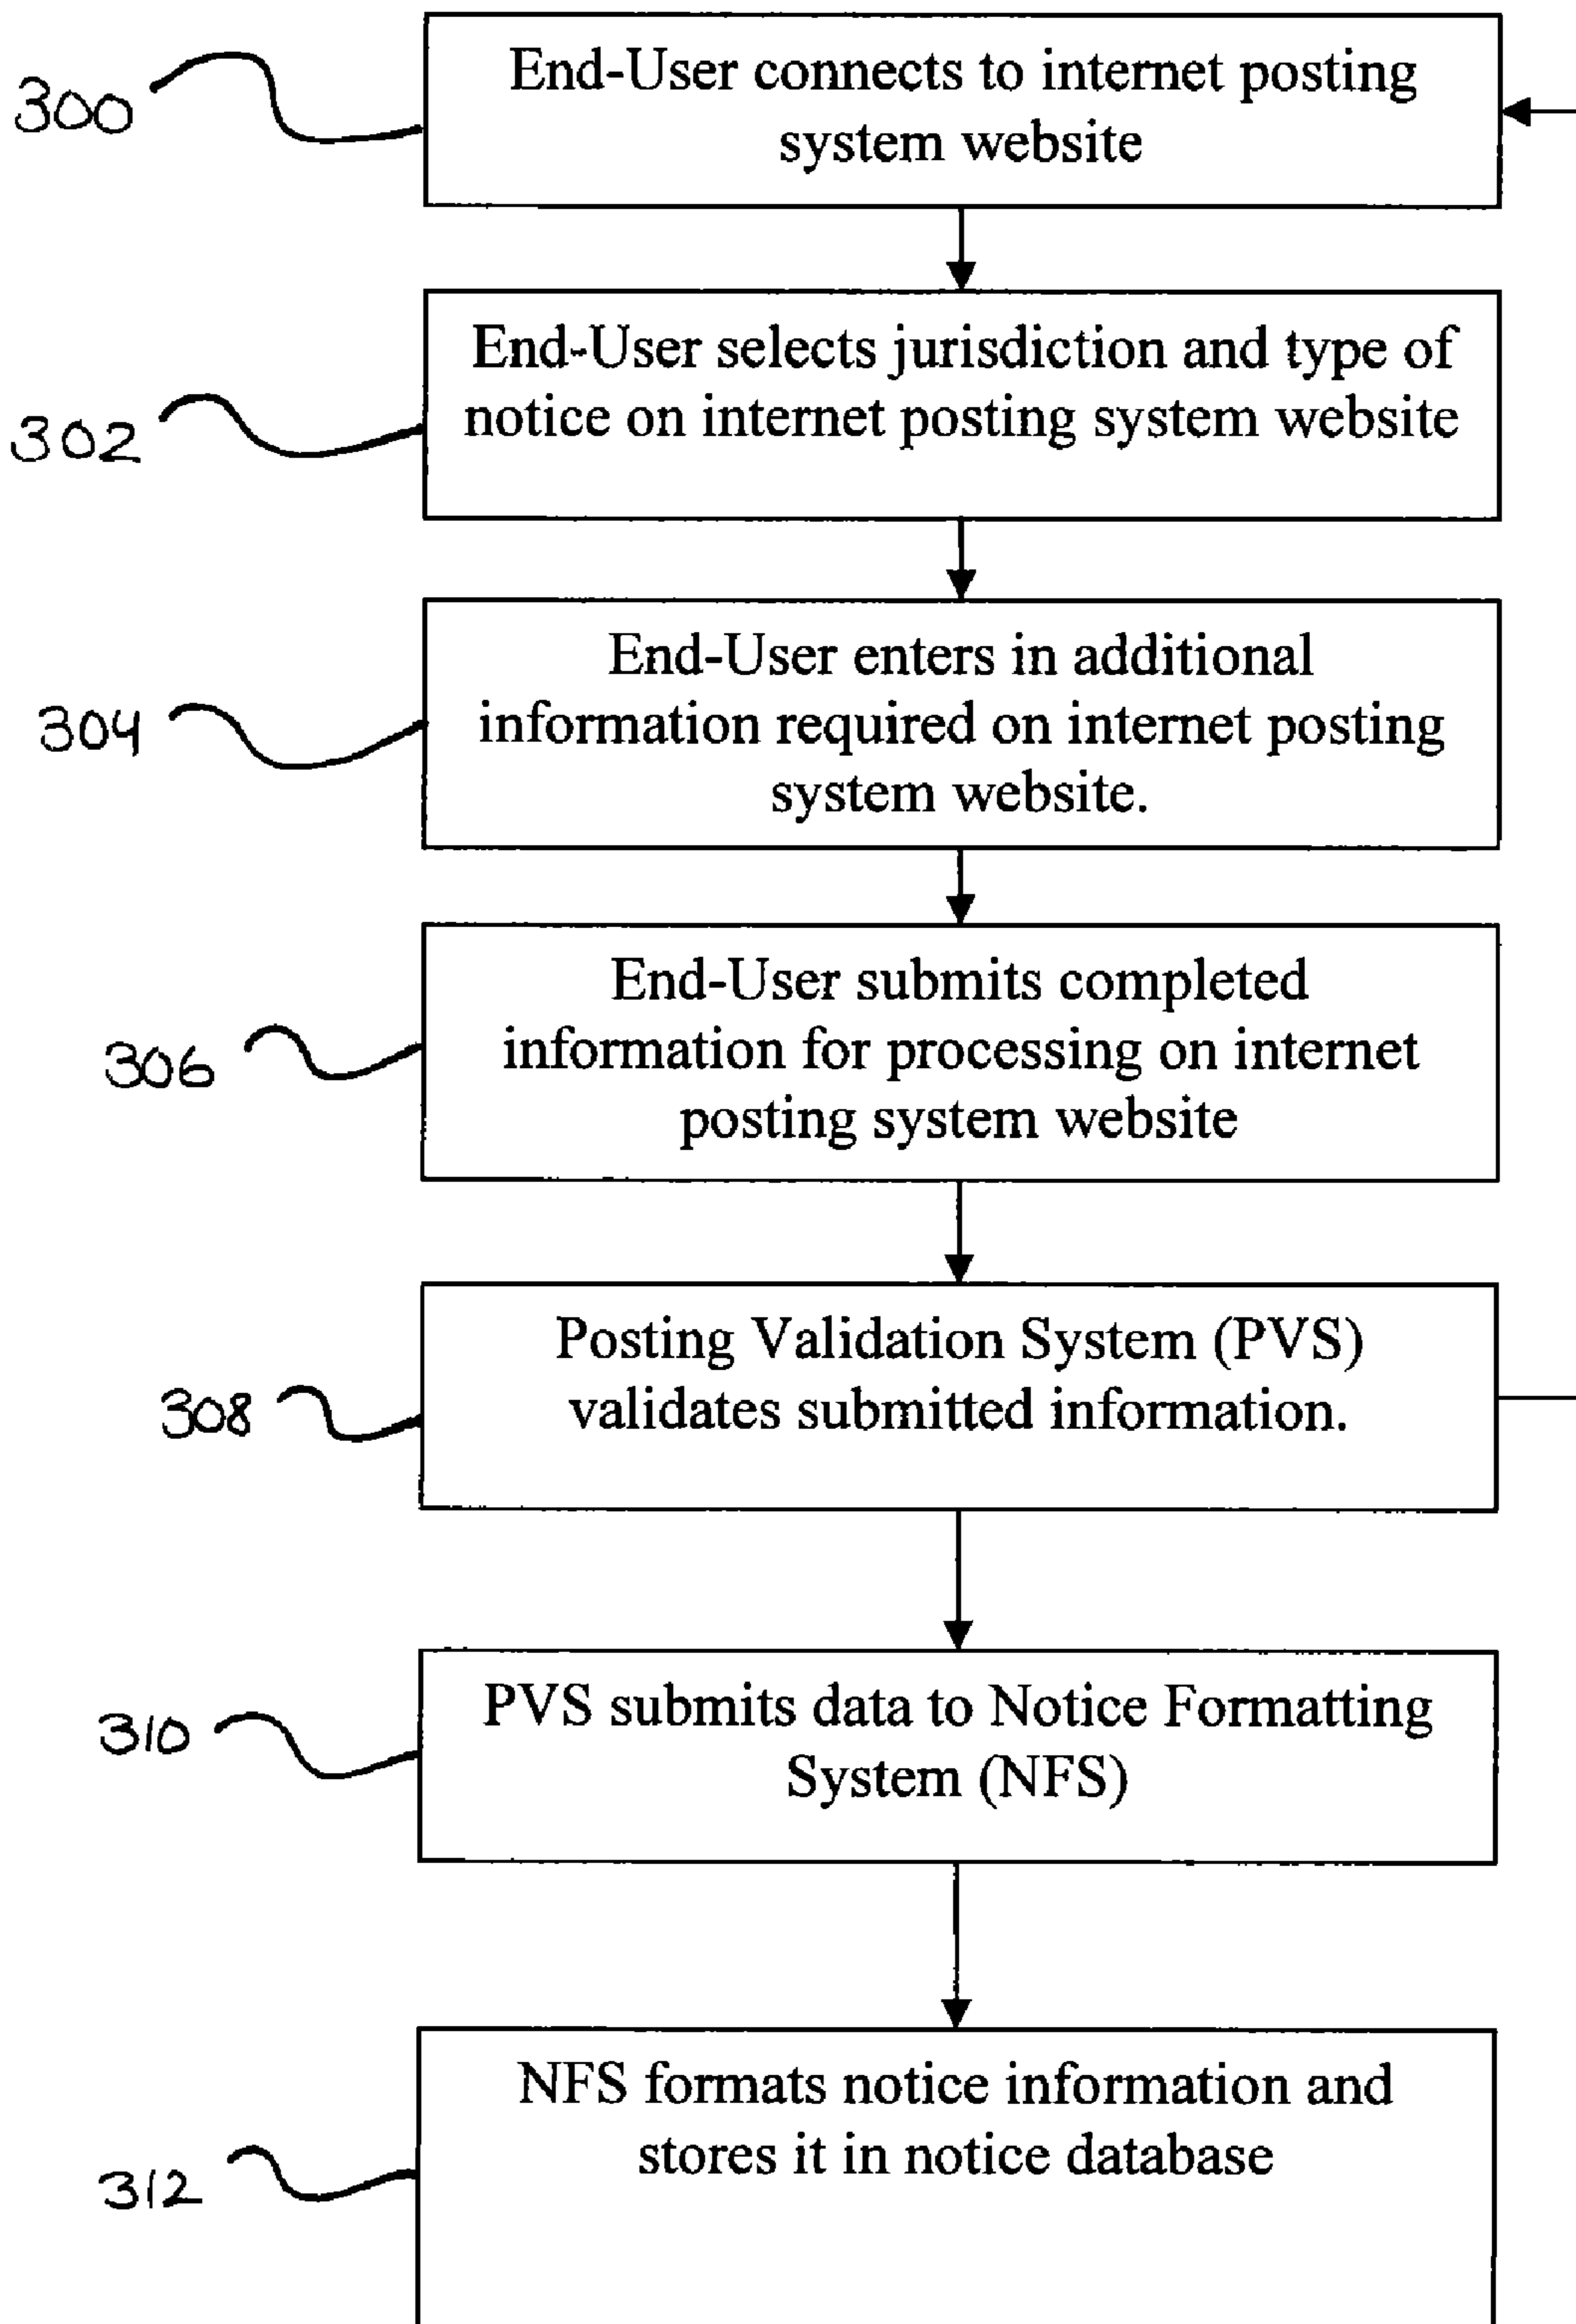 300
End-User connects to internet posting
system website
302
End-User selects jurisdiction and type of
notice on internet posting system website
304
End-User enters in additional
information required on internet posting
system website.
306
End-User submits completed
information for processing on internet
posting system website
308
Posting Validation System (PVS)
validates submitted information.
310
PVS submits data to Notice Formatting
System (NFS)
312
NFS formats notice information and
stores it in notice database